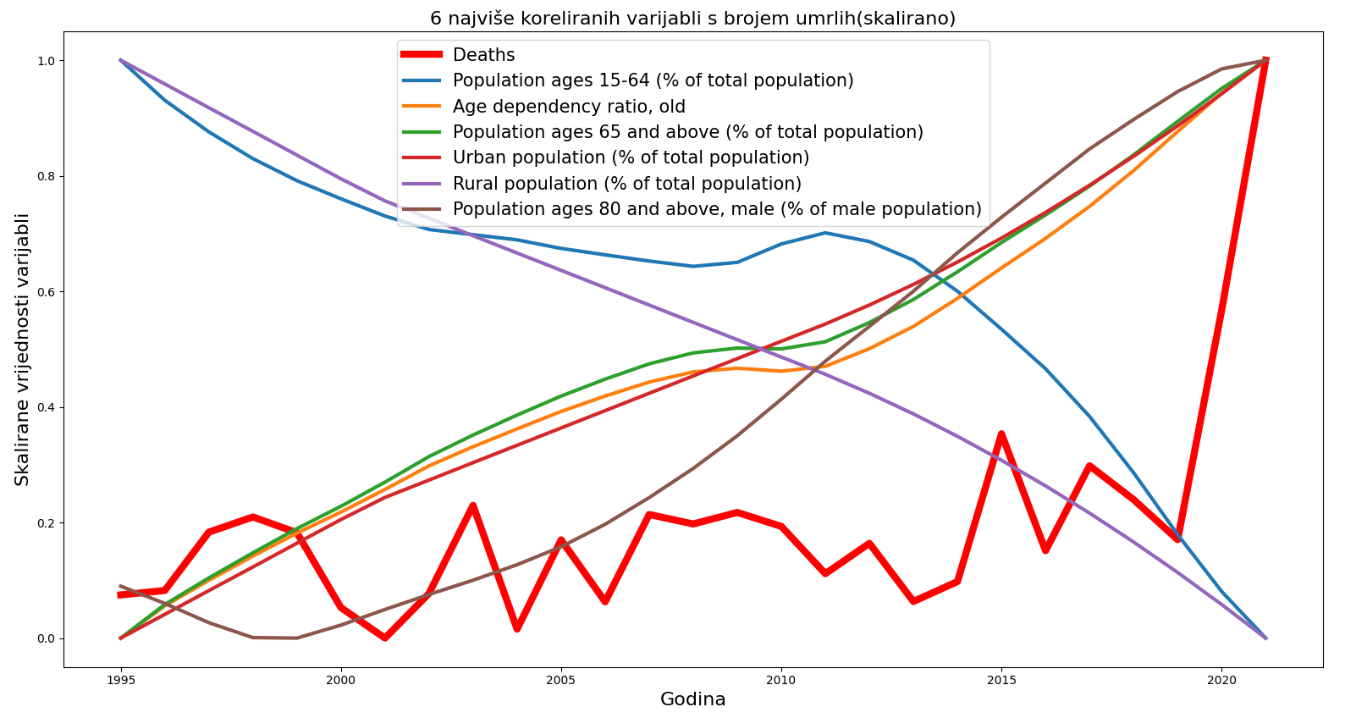 6 najviše koreliranih varijabli s brojem umrlih(skalirano)
Deaths
Population ages 15-64 (% of total population)
Age dependency ratio, old
Population ages 65 and above (% of total population)
Urban population (% of total population)
Rural population (% of total population)
Population ages 80 and above, male (% of male population)
Skalirane vrijednosti varijabli
1.0
0.8
0.6
0.4
0.2
0.0
1995
2000
2005
2010
2015
2020
Godina